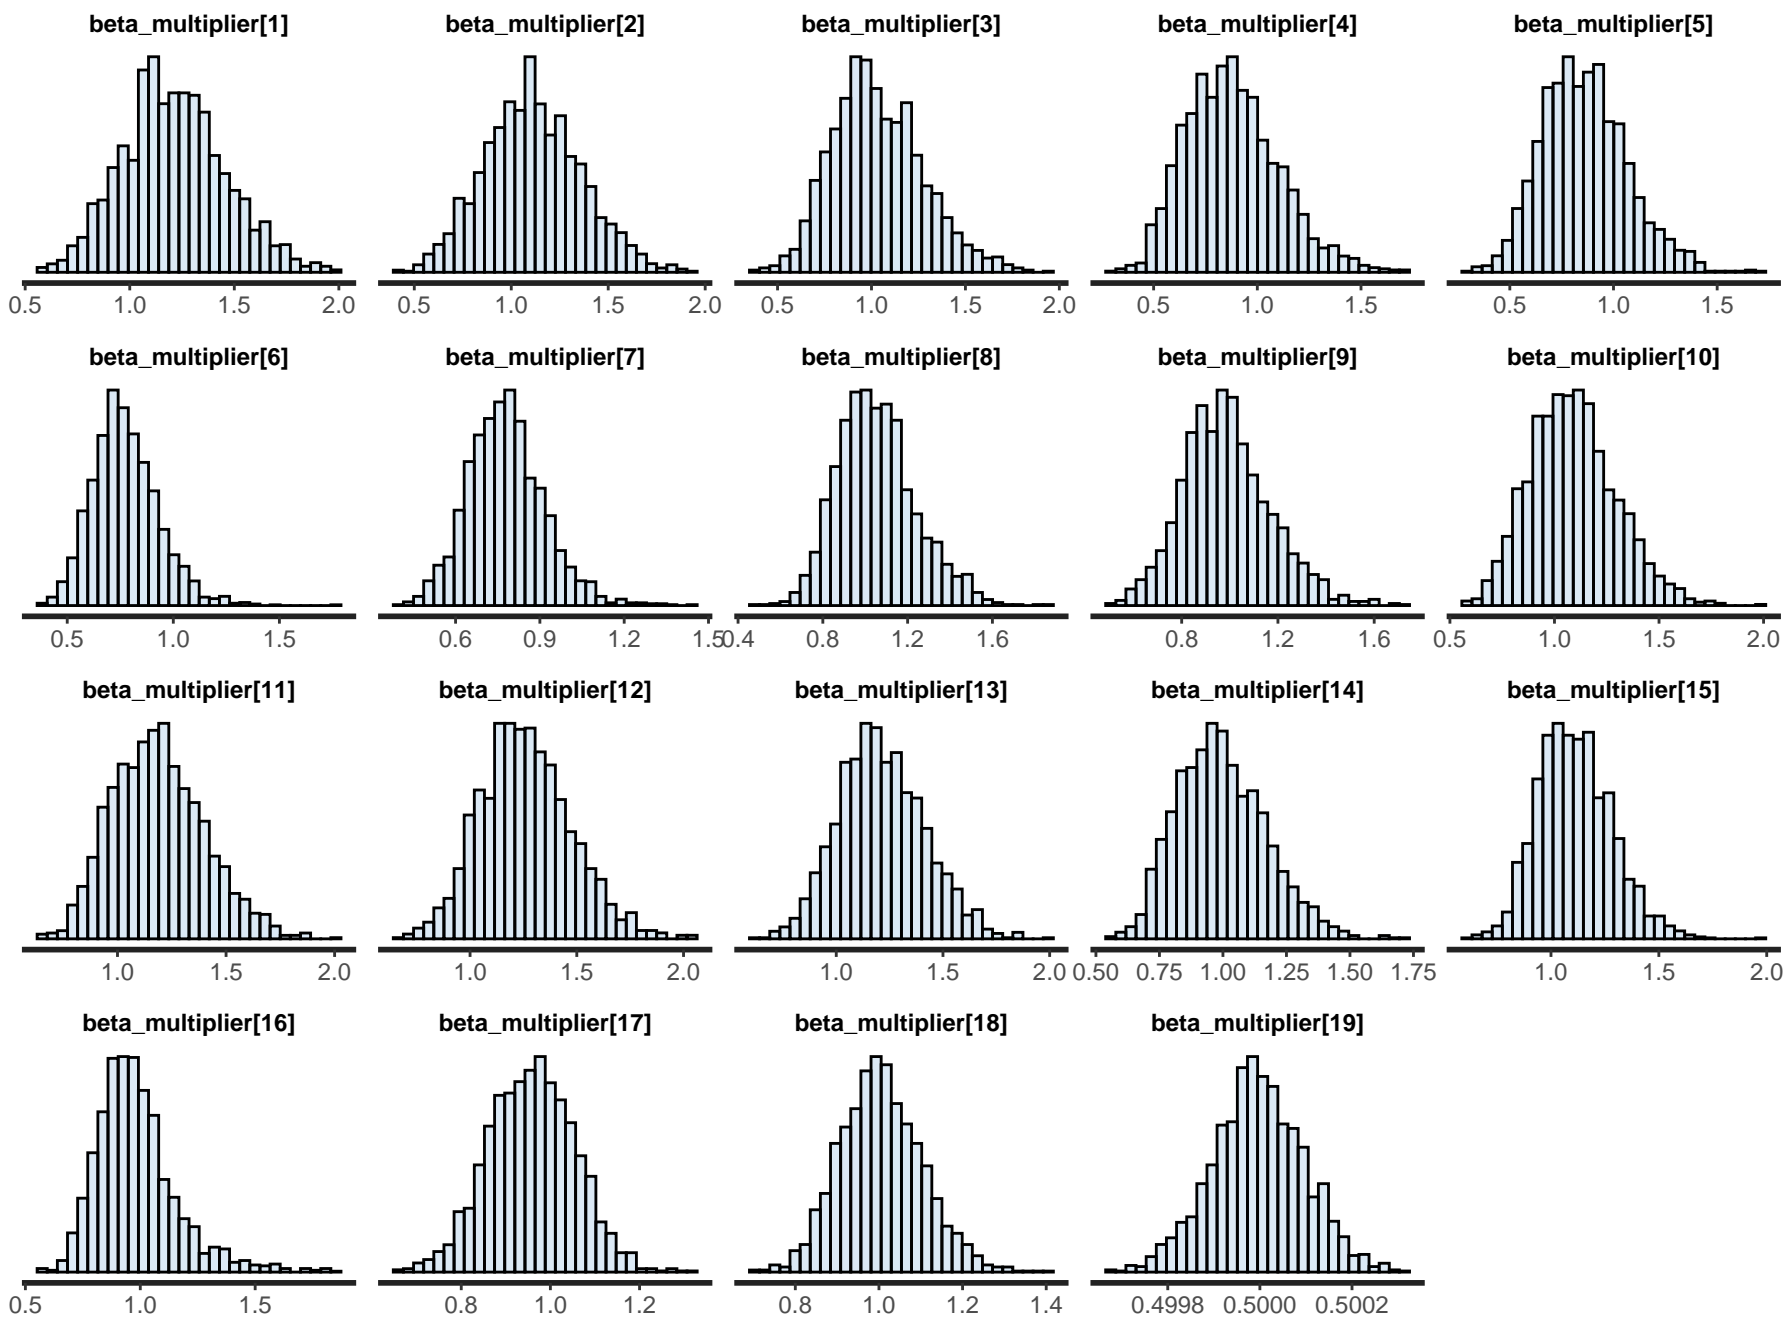 beta_multiplier[1] beta_multiplier[2] beta_multiplier[3] beta_multiplier[4] beta_multiplier[5]
0.5 1.0 1.5 2.0 0.5 1.0 1.5 2.0 0.5 1.0 1.5 2.0 0.5 1.0 1.5 0.5 1.0 1.5
beta_multiplier[6] beta_multiplier[7] beta_multiplier[8] beta_multiplier[9] beta_multiplier[10]
0.5 1.0 1.5 0.6 0.9 1.2 1.5 0.4 0.8 1.2 1.6 0.8 1.2 1.6 0.5 1.0 1.5 2.0
beta_multiplier[11] beta_multiplier[12] beta_multiplier[13] beta_multiplier[14] beta_multiplier[15]
1.0 1.5 2.0 1.0 1.5 2.0 1.0 1.5 2.0 0.50 0.75 1.00 1.25 1.50 1.75 1.0 1.5 2.0
beta_multiplier[16] beta_multiplier[17] beta_multiplier[18] beta_multiplier[19]
0.5 1.0 1.5 0.8 1.0 1.2 0.8 1.0 1.2 1.4 0.4998 0.5000 0.5002